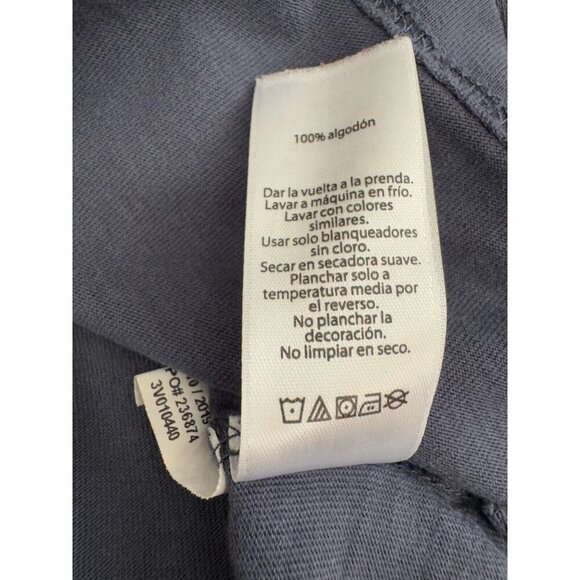 100% algodón
Dar la vuelta a la prenda.
Lavar a máquina en frío.
Lavar con colores
similares.
Usar solo blanqueadores
sin cloro.
Secar en secadora suave.
Planchar solo a
temperatura media por
el reverso.
No planchar la
decoración.
No limpiar en seco.
0 / 2019
PO# 236874
3V010440